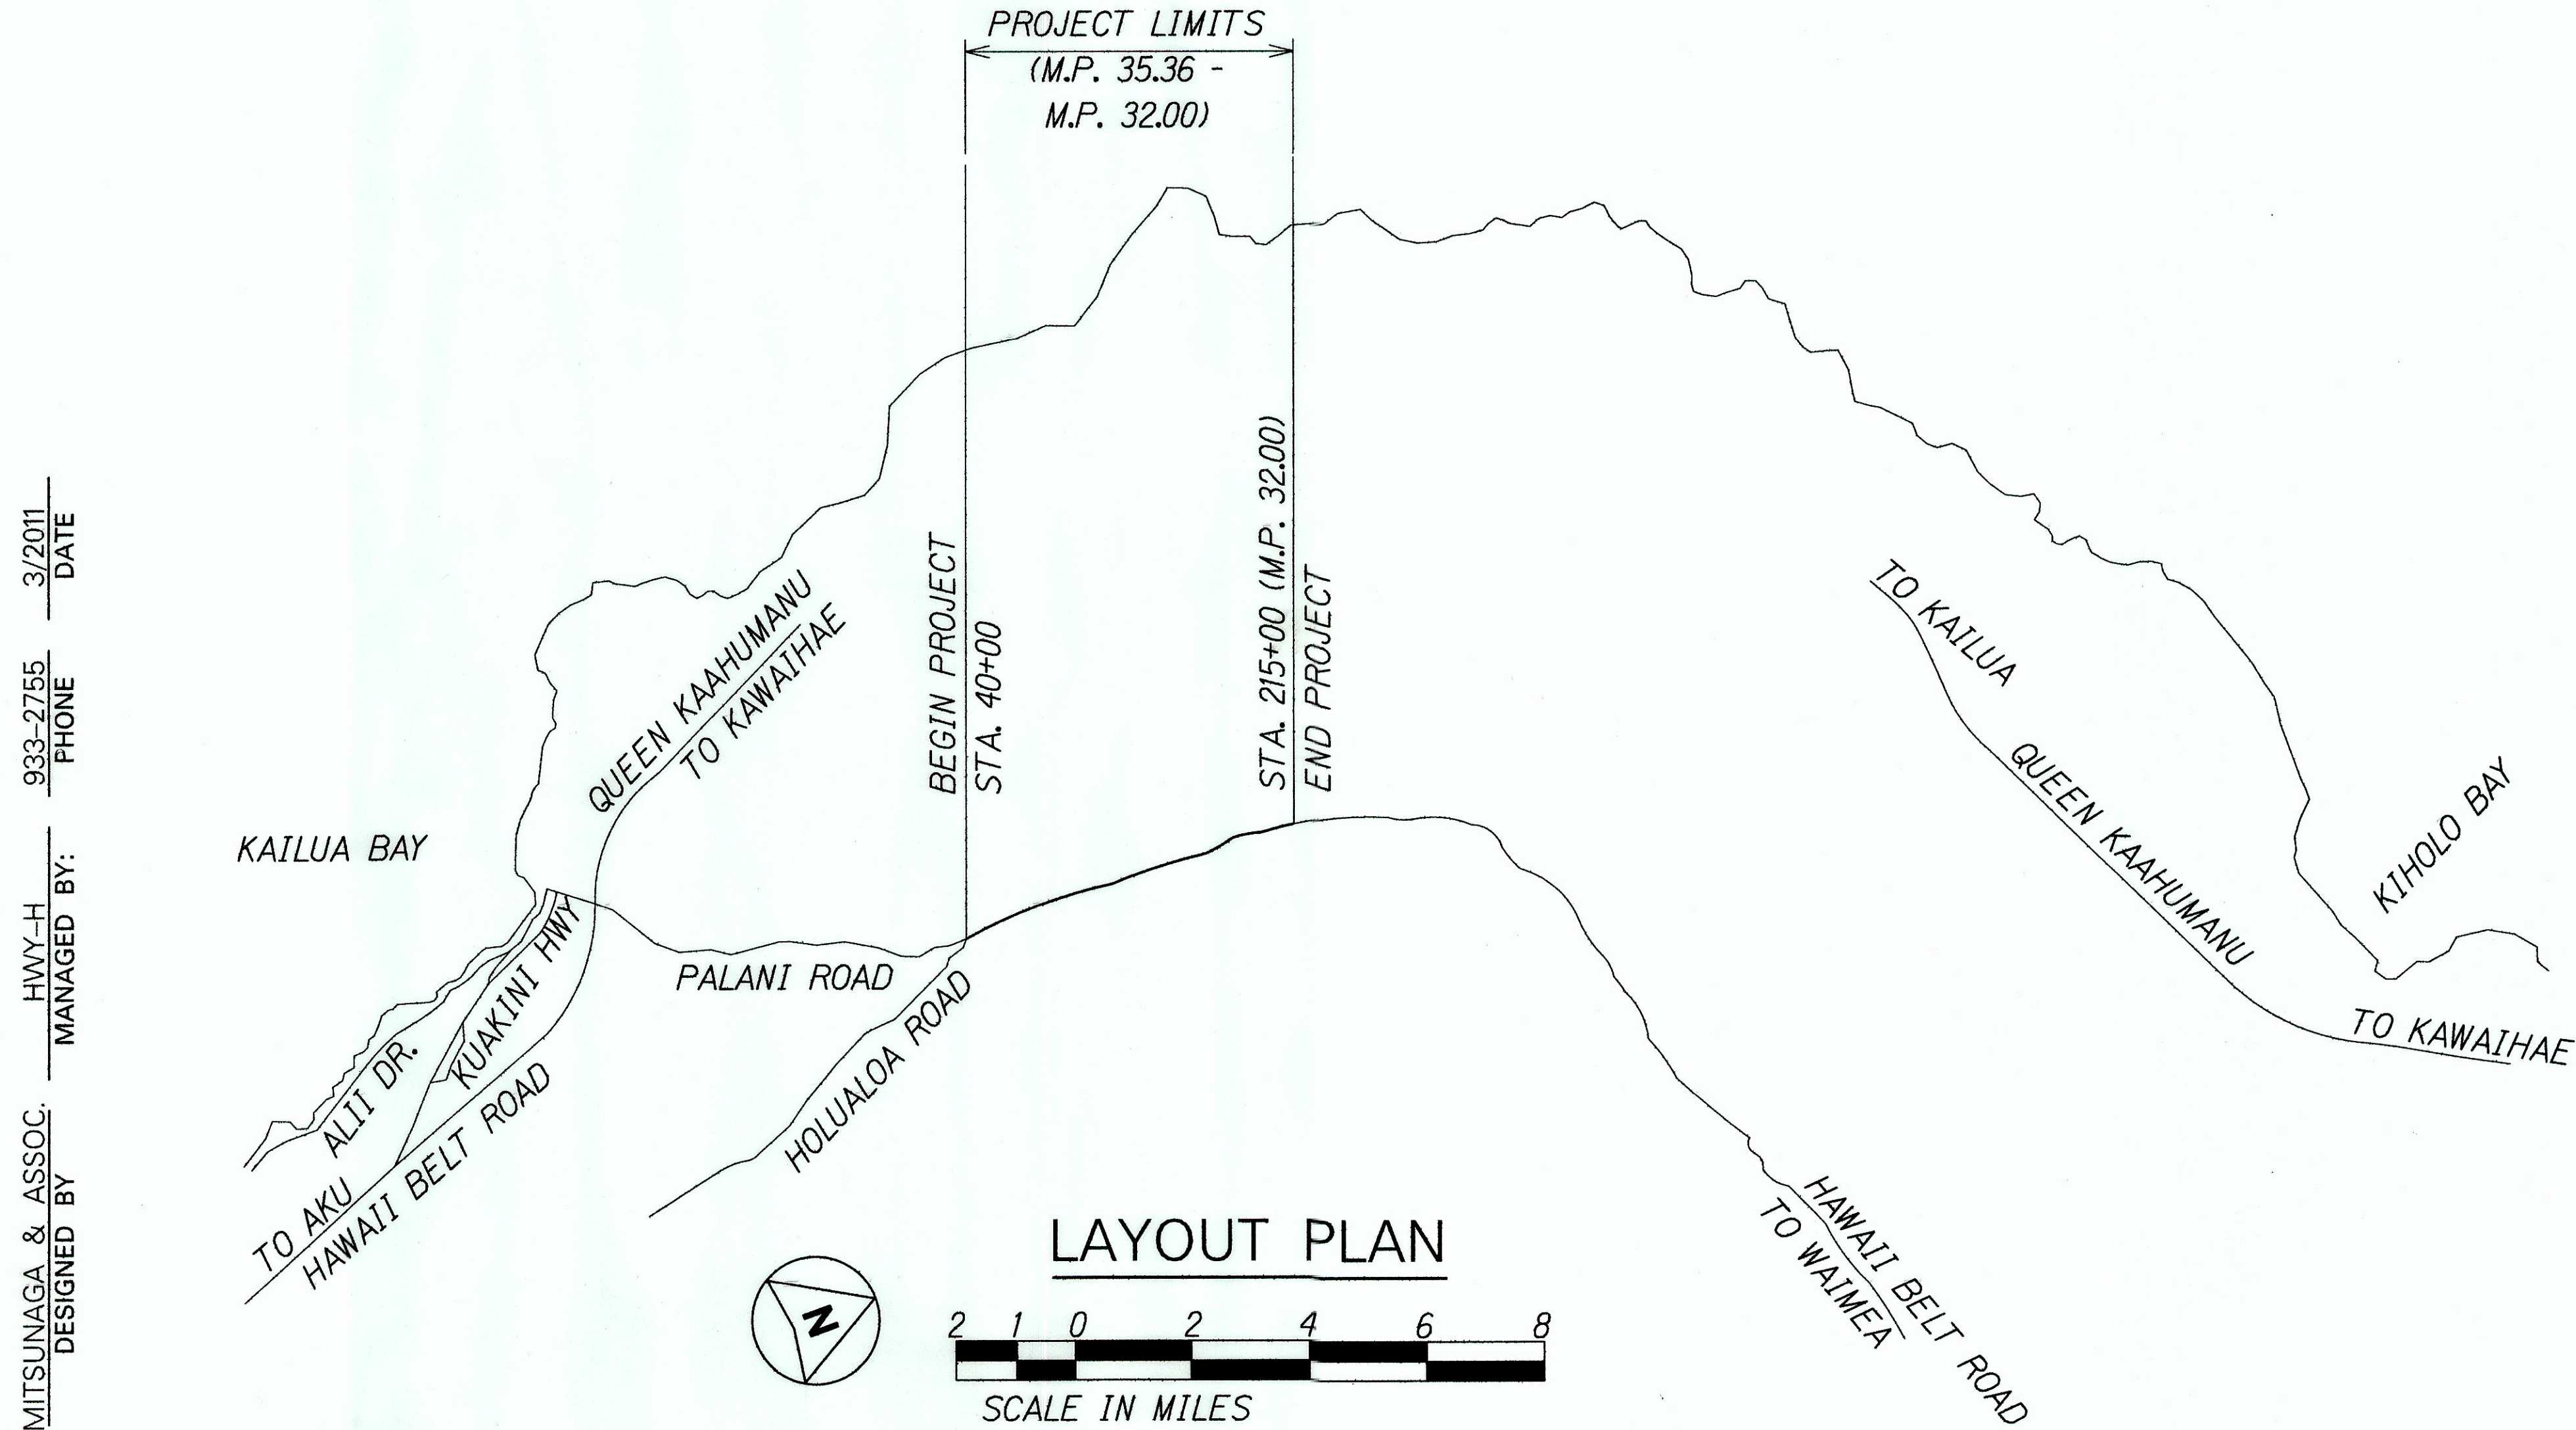 PROJECT LIMITS
(M.P. 35.36 -
M.P. 32.00)
BEGIN PROJECT
STA. 40+00
STA. 215+00 (M.P. 32.00)
END PROJECT
QUEEN KAAHUMANU
TO KAWAIHAE
TO KAILUA
QUEEN KAAHUMANU
TO KAWAIHAE
KIHOLO BAY
KAILUA BAY
KUAKINI HWY
PALANI ROAD
HOLUALOA ROAD
ALII DR.
TO AKU
HAWAII BELT ROAD
HAWAII BELT ROAD
TO WAIMEA
LAYOUT PLAN
N
2 1 0 2 4 6 8
SCALE IN MILES
MITSUNAGA & ASSOC.
DESIGNED BY
HWY-H
MANAGED BY:
933-2755
PHONE
3/2011
DATE